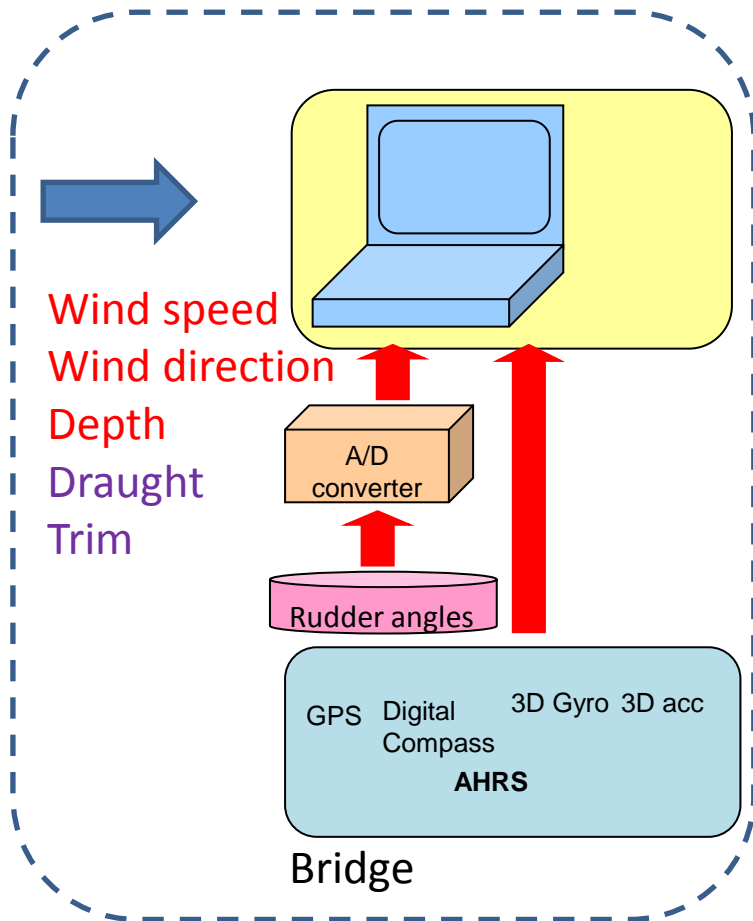 Wind speed
Wind direction
Depth
Draught
Trim
A/D
converter
Rudder angles
GPS
Digital
Compass
3D Gyro
3D acc
AHRS
Bridge